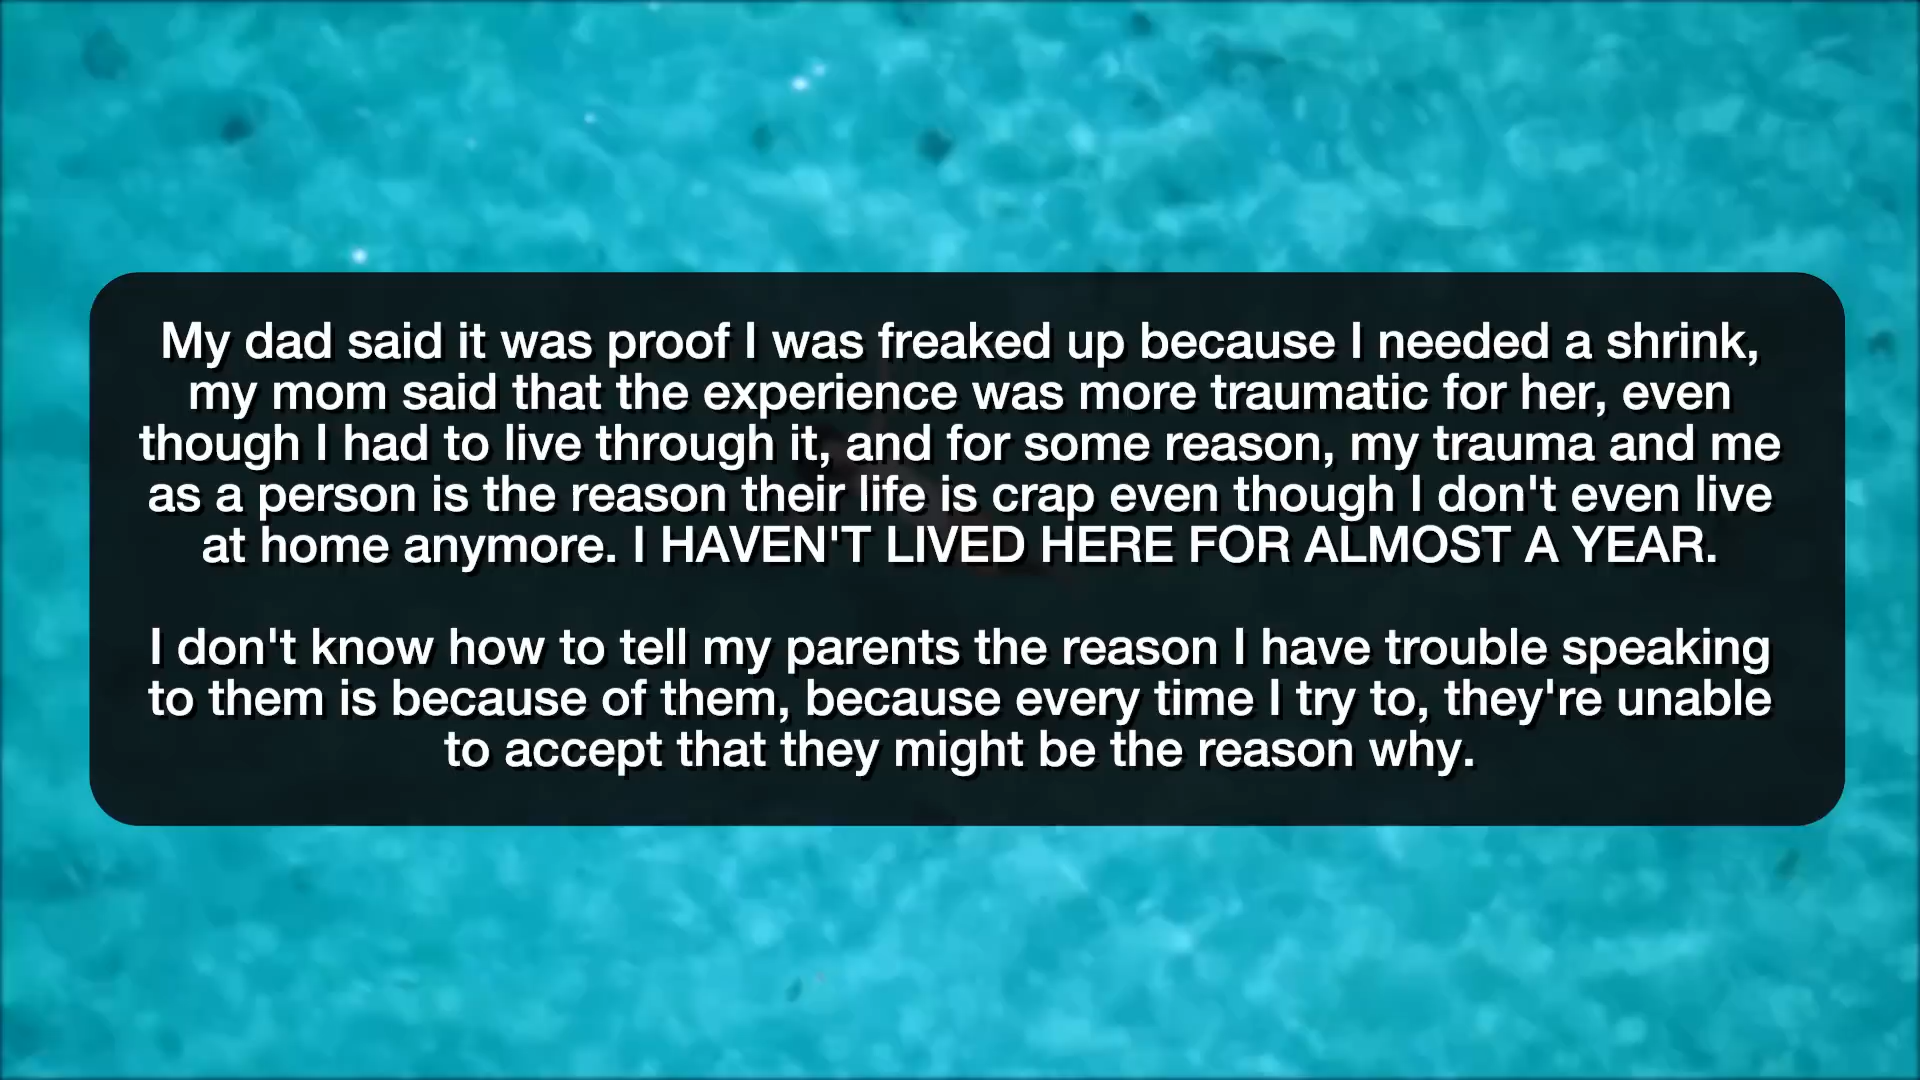 My dad said it was proof I was freaked up because I needed a shrink,
my mom said that the experience was more traumatic for her, even
though I had to live through it, and for some reason, my trauma and me
as a person is the reason their life is crap even though I don't even live
at home anymore. I HAVEN'T LIVED HERE FOR ALMOST A YEAR.
I don't know how to tell my parents the reason I have trouble speaking
to them is because of them, because every time I try to, they're unable
to accept that they might be the reason why.